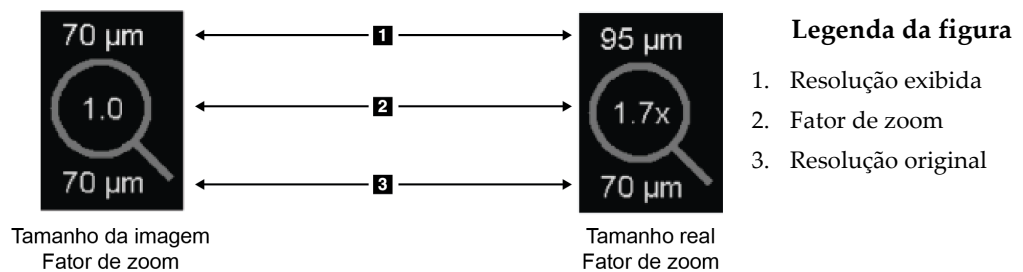 70 µm
1.0
70 µm
Tamanho da imagem
Fator de zoom
1
2
3
95 µm
1.7x
70 µm
Tamanho real
Fator de zoom
Legenda da figura
1. Resolução exibida
2. Fator de zoom
3. Resolução original